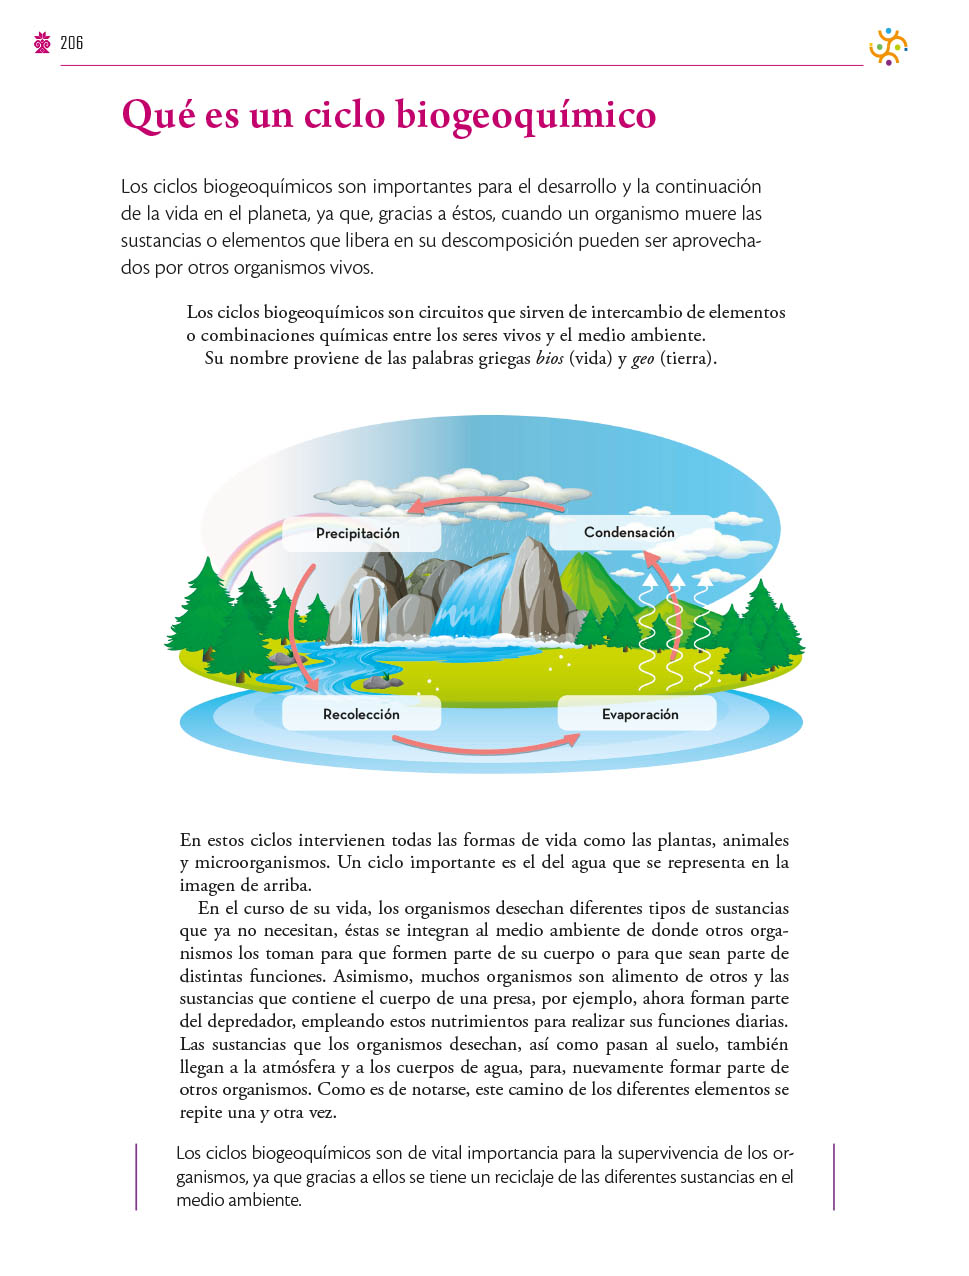 206
Qué es un ciclo biogeoquímico
Los ciclos biogeoquímicos son importantes para el desarrollo y la continuación
de la vida en el planeta, ya que, gracias a éstos, cuando un organismo muere las
sustancias o elementos que libera en su descomposición pueden ser aprovecha-
dos por otros organismos vivos.
Los ciclos biogeoquímicos son circuitos que sirven de intercambio de elementos
o combinaciones químicas entre los seres vivos y el medio ambiente.
Su nombre proviene de las palabras griegas bios (vida) y geo (tierra).
Precipitación
Condensación
Recolección
Evaporación
En estos ciclos intervienen todas las formas de vida como las plantas, animales
y microorganismos. Un ciclo importante es el del agua que se representa en la
imagen de arriba.
En el curso de su vida, los organismos desechan diferentes tipos de sustancias
que ya no necesitan, éstas se integran al medio ambiente de donde otros orga-
nismos los toman para que formen parte de su cuerpo o para que sean parte de
distintas funciones. Asimismo, muchos organismos son alimento de otros y las
sustancias que contiene el cuerpo de una presa, por ejemplo, ahora forman parte
del depredador, empleando estos nutrimientos para realizar sus funciones diarias.
Las sustancias que los organismos desechan, así como pasan al suelo, también
llegan a la atmósfera y a los cuerpos de agua, para, nuevamente formar parte de
otros organismos. Como es de notarse, este camino de los diferentes elementos se
repite una y otra vez.
Los ciclos biogeoquímicos son de vital importancia para la supervivencia de los or-
ganismos, ya que gracias a ellos se tiene un reciclaje de las diferentes sustancias en el
medio ambiente.